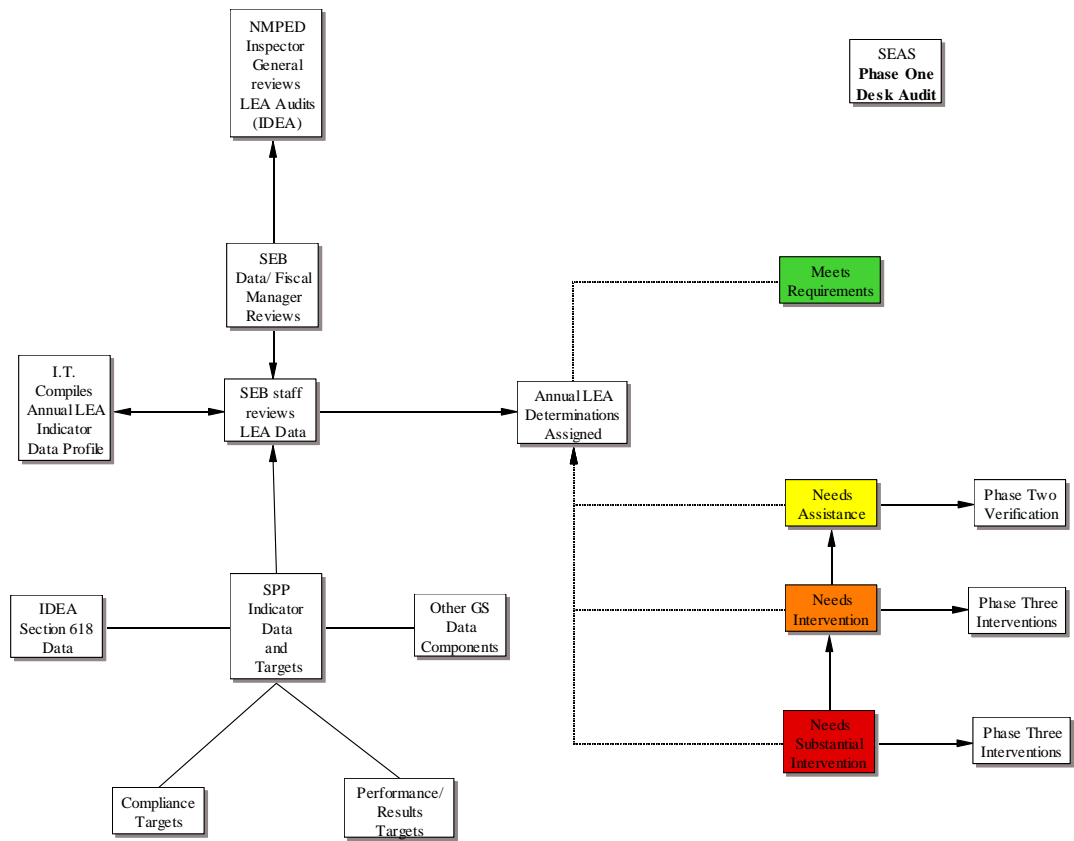 NMPED
Inspector
General
reviews
LEA Audits
(IDEA)
SEAS
Phase One
Desk Audit
SEB
Data/ Fiscal
Manager
Reviews
Meets
Requirements
I.T.
Compiles
Annual LEA
Indicator
Data Profile
SEB staff
reviews
LEA Data
Annual LEA
Determinations
Assigned
Needs
Assistance
Phase Two
Verification
IDEA
Section 618
Data
SPP
Indicator
Data
and
Targets
Other GS
Data
Components
Needs
Intervention
Phase Three
Interventions
Needs
Substantial
Intervention
Phase Three
Interventions
Compliance
Targets
Performance/
Results
Targets